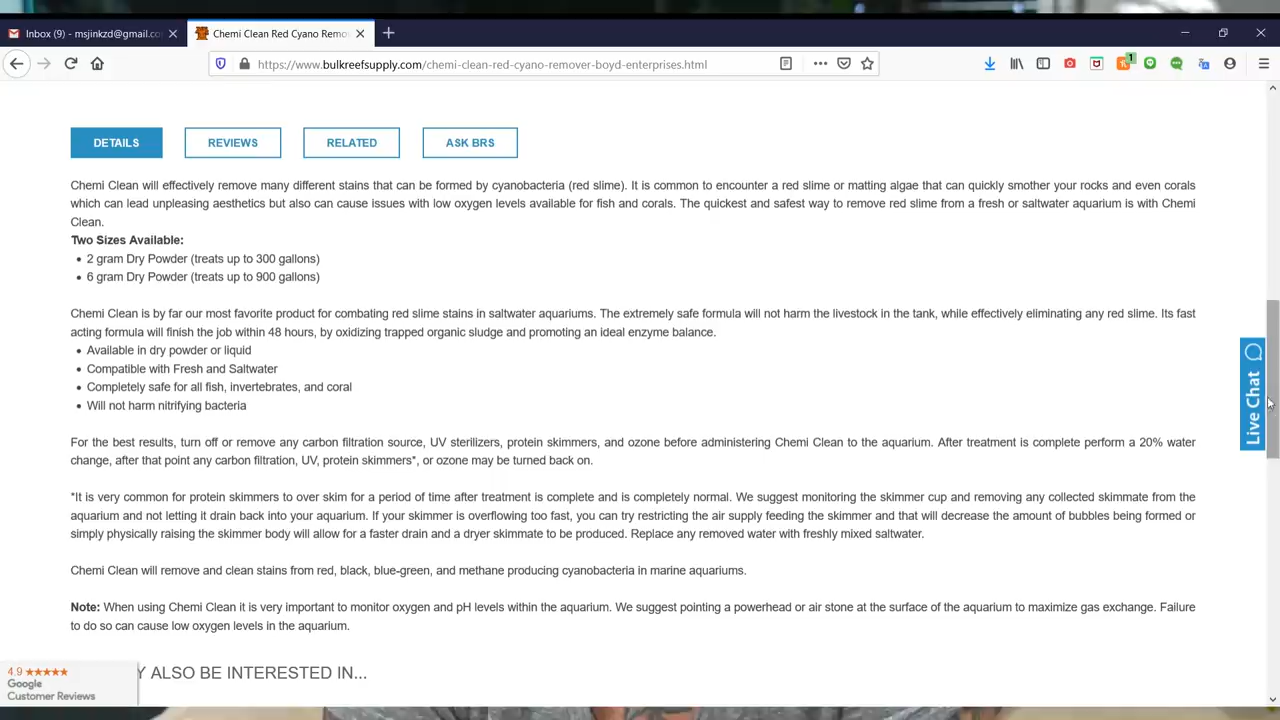 Inbox (9) - msjinkzd@gmail.co
Chemi Clean Red Cyano Remo
https://www.bulkreefsupply.com/chemi-clean-red-cyano-remover-boyd-enterprises.html
1
DETAILS
REVIEWS
RELATED
ASK BRS
Chemi Clean will effectively remove many different stains that can be formed by cyanobacteria (red slime). It is common to encounter a red slime or matting algae that can quickly smother your rocks and even corals
which can lead unpleasing aesthetics but also can cause issues with low oxygen levels available for fish and corals. The quickest and safest way to remove red slime from a fresh or saltwater aquarium is with Chemi
Clean.
Two Sizes Available:
• 2 gram Dry Powder (treats up to 300 gallons)
• 6 gram Dry Powder (treats up to 900 gallons)
Chemi Clean is by far our most favorite product for combating red slime stains in saltwater aquariums. The extremely safe formula will not harm the livestock in the tank, while effectively eliminating any red slime. Its fast
acting formula will finish the job within 48 hours, by oxidizing trapped organic sludge and promoting an ideal enzyme balance.
• Available in dry powder or liquid
• Compatible with Fresh and Saltwater
• Completely safe for all fish, invertebrates, and coral
• Will not harm nitrifying bacteria
Live Chat
For the best results, turn off or remove any carbon filtration source, UV sterilizers, protein skimmers, and ozone before administering Chemi Clean to the aquarium. After treatment is complete perform a 20% water
change, after that point any carbon filtration, UV, protein skimmers*, or ozone may be turned back on.
*It is very common for protein skimmers to over skim for a period of time after treatment is complete and is completely normal. We suggest monitoring the skimmer cup and removing any collected skimmate from the
aquarium and not letting it drain back into your aquarium. If your skimmer is overflowing too fast, you can try restricting the air supply feeding the skimmer and that will decrease the amount of bubbles being formed or
simply physically raising the skimmer body will allow for a faster drain and a dryer skimmate to be produced. Replace any removed water with freshly mixed saltwater.
Chemi Clean will remove and clean stains from red, black, blue-green, and methane producing cyanobacteria in marine aquariums.
Note: When using Chemi Clean it is very important to monitor oxygen and pH levels within the aquarium. We suggest pointing a powerhead or air stone at the surface of the aquarium to maximize gas exchange. Failure
to do so can cause low oxygen levels in the aquarium.
Y ALSO BE INTERESTED IN...
4.9 ★★★★★
Google
Customer Reviews